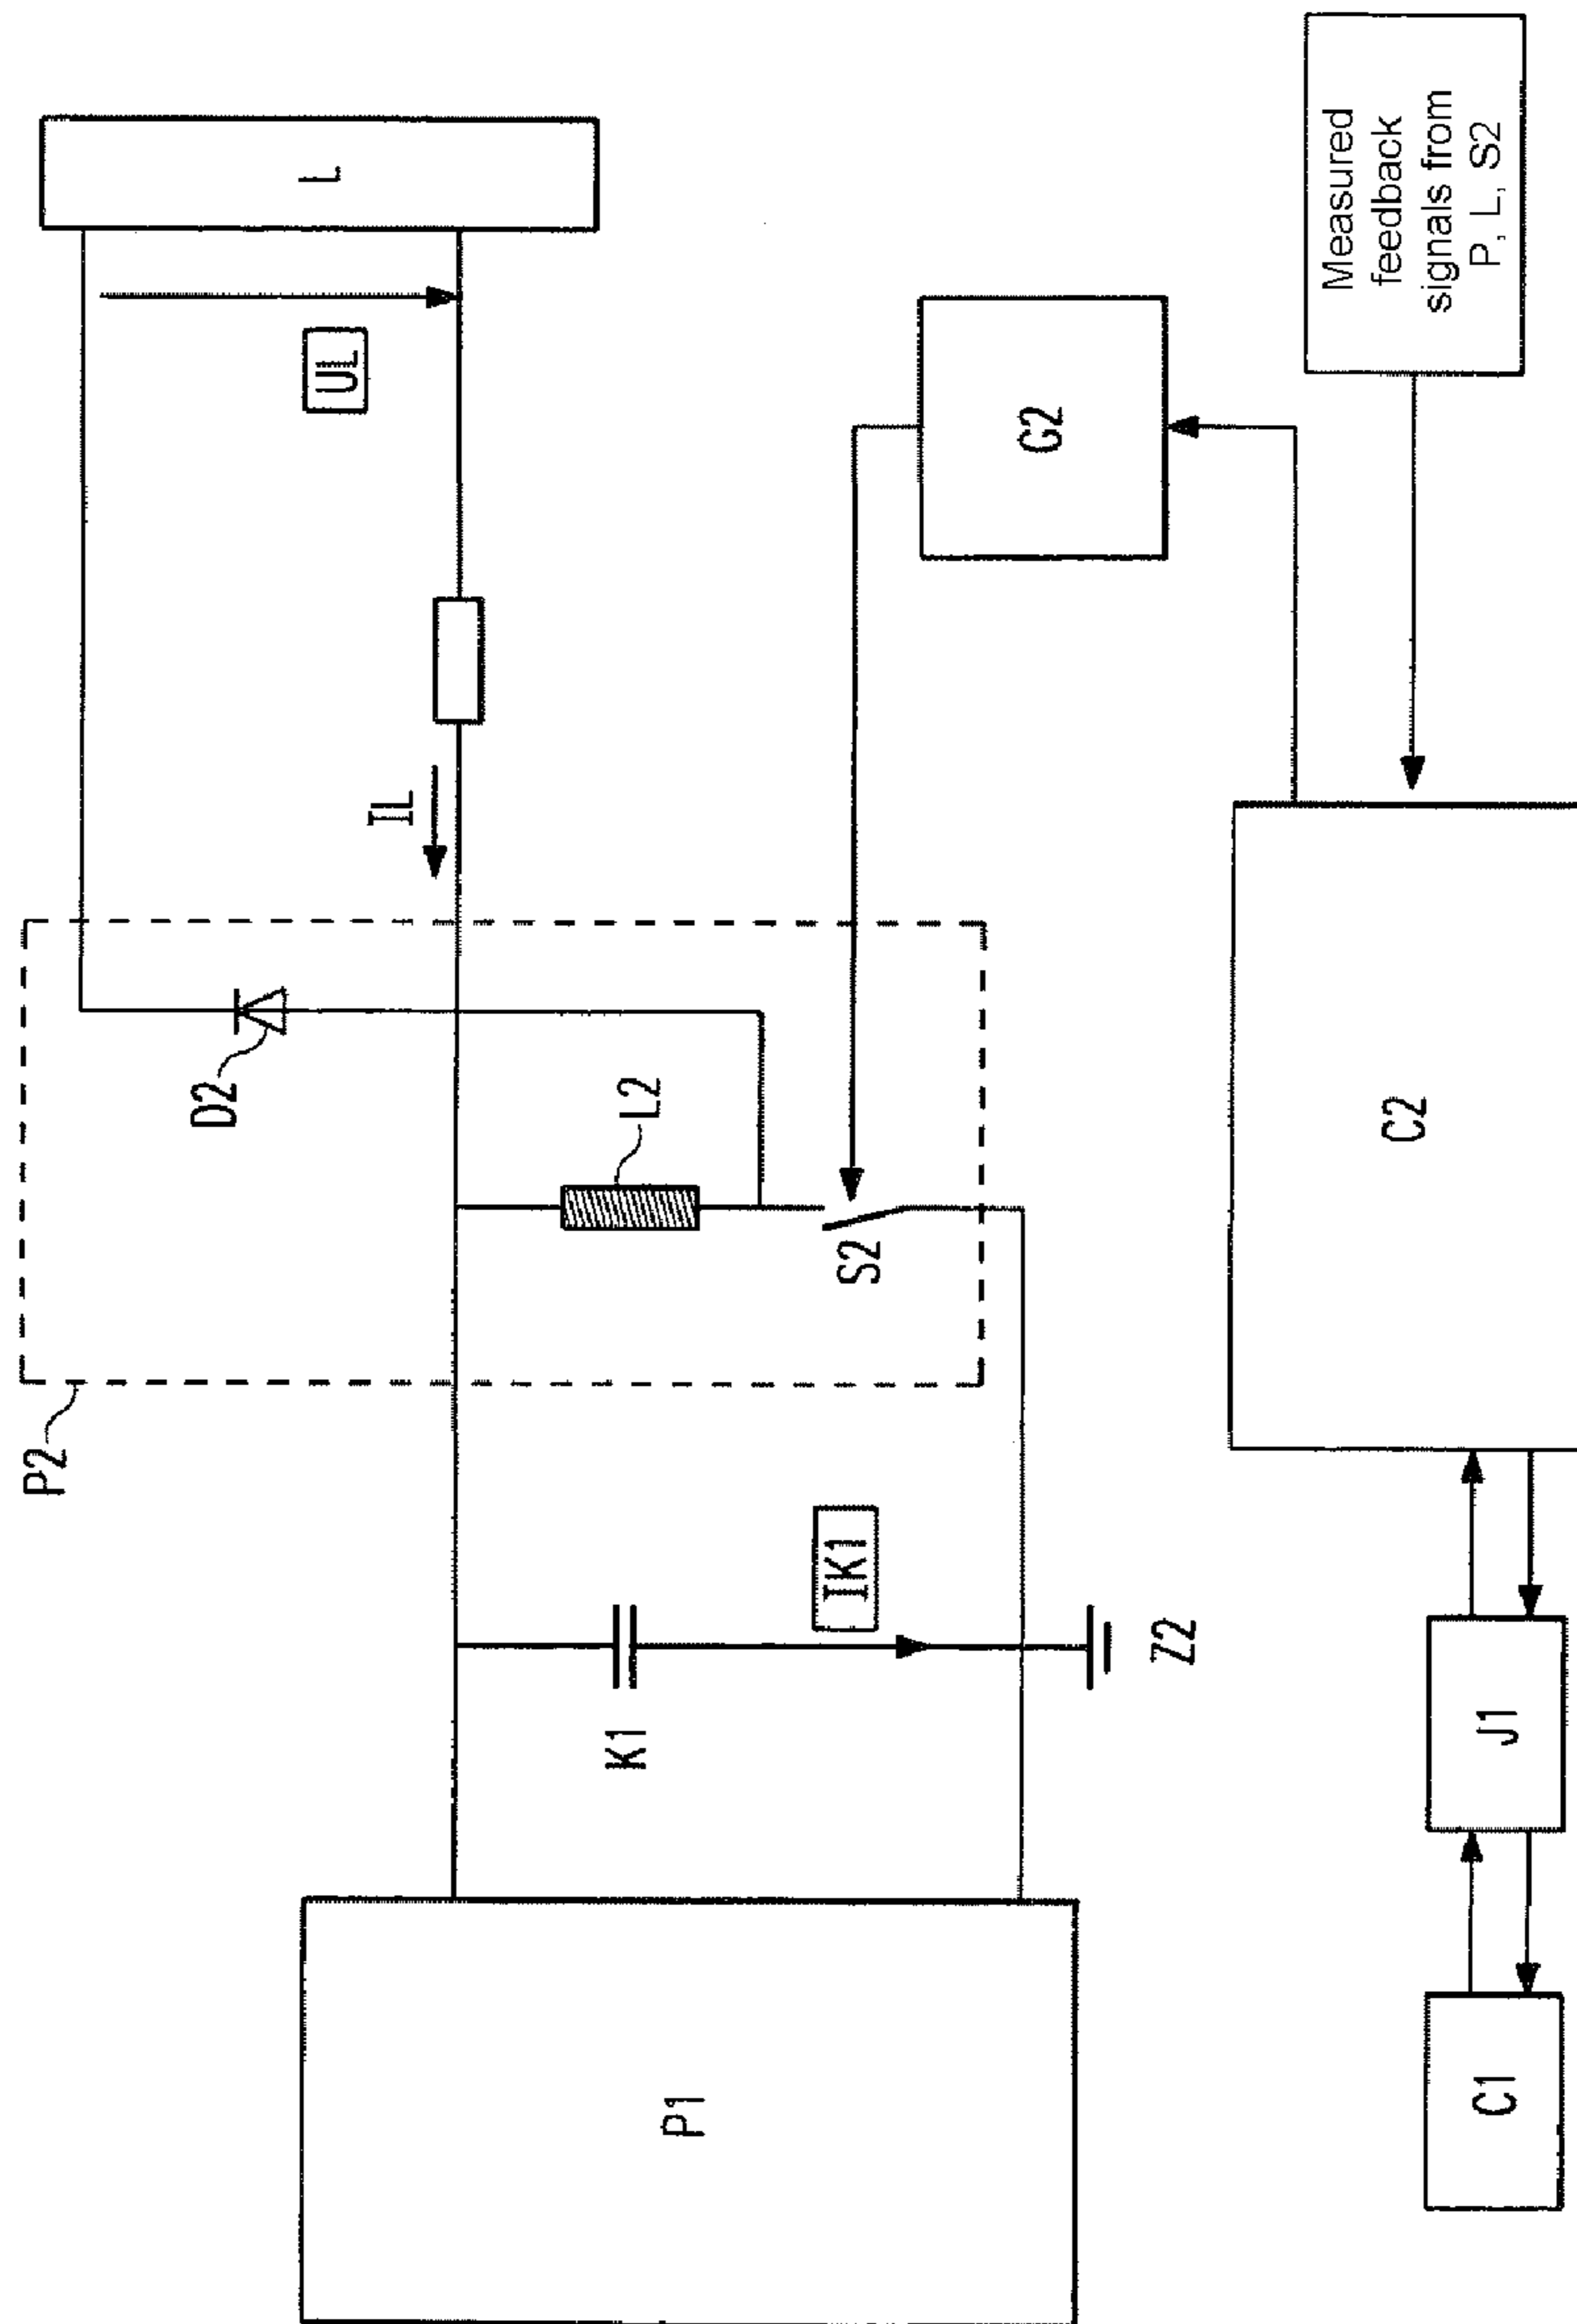 L
UL
IL
D2
L2
S2
P2
K1
IK1
Z2
P1
G2
Measured
feedback
signals from
P, L, S2
C2
J1
C1